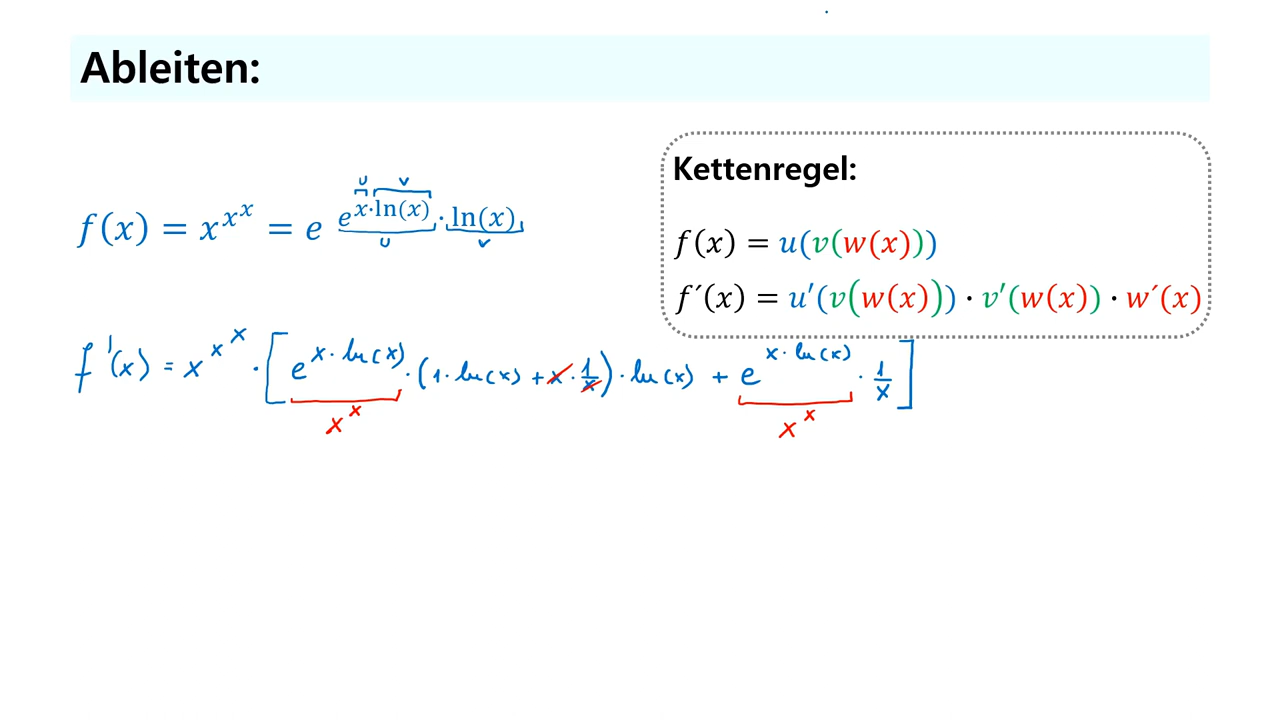 Ableiten:
Kettenregel:
f(x) = u(v(w(x)))
f´(x) = u′(v(w(x))) · v′(w(x)) · w´(x)
u v
f(x) = x^{x^x} = e^{e^{x·ln(x)} · ln(x)}
u v
f'(x) = x^{x^x} · [e^{x·ln(x)} · (1·ln(x) + x·1/x) · ln(x) + e^{x·ln(x)} · 1/x]
x^x x^x